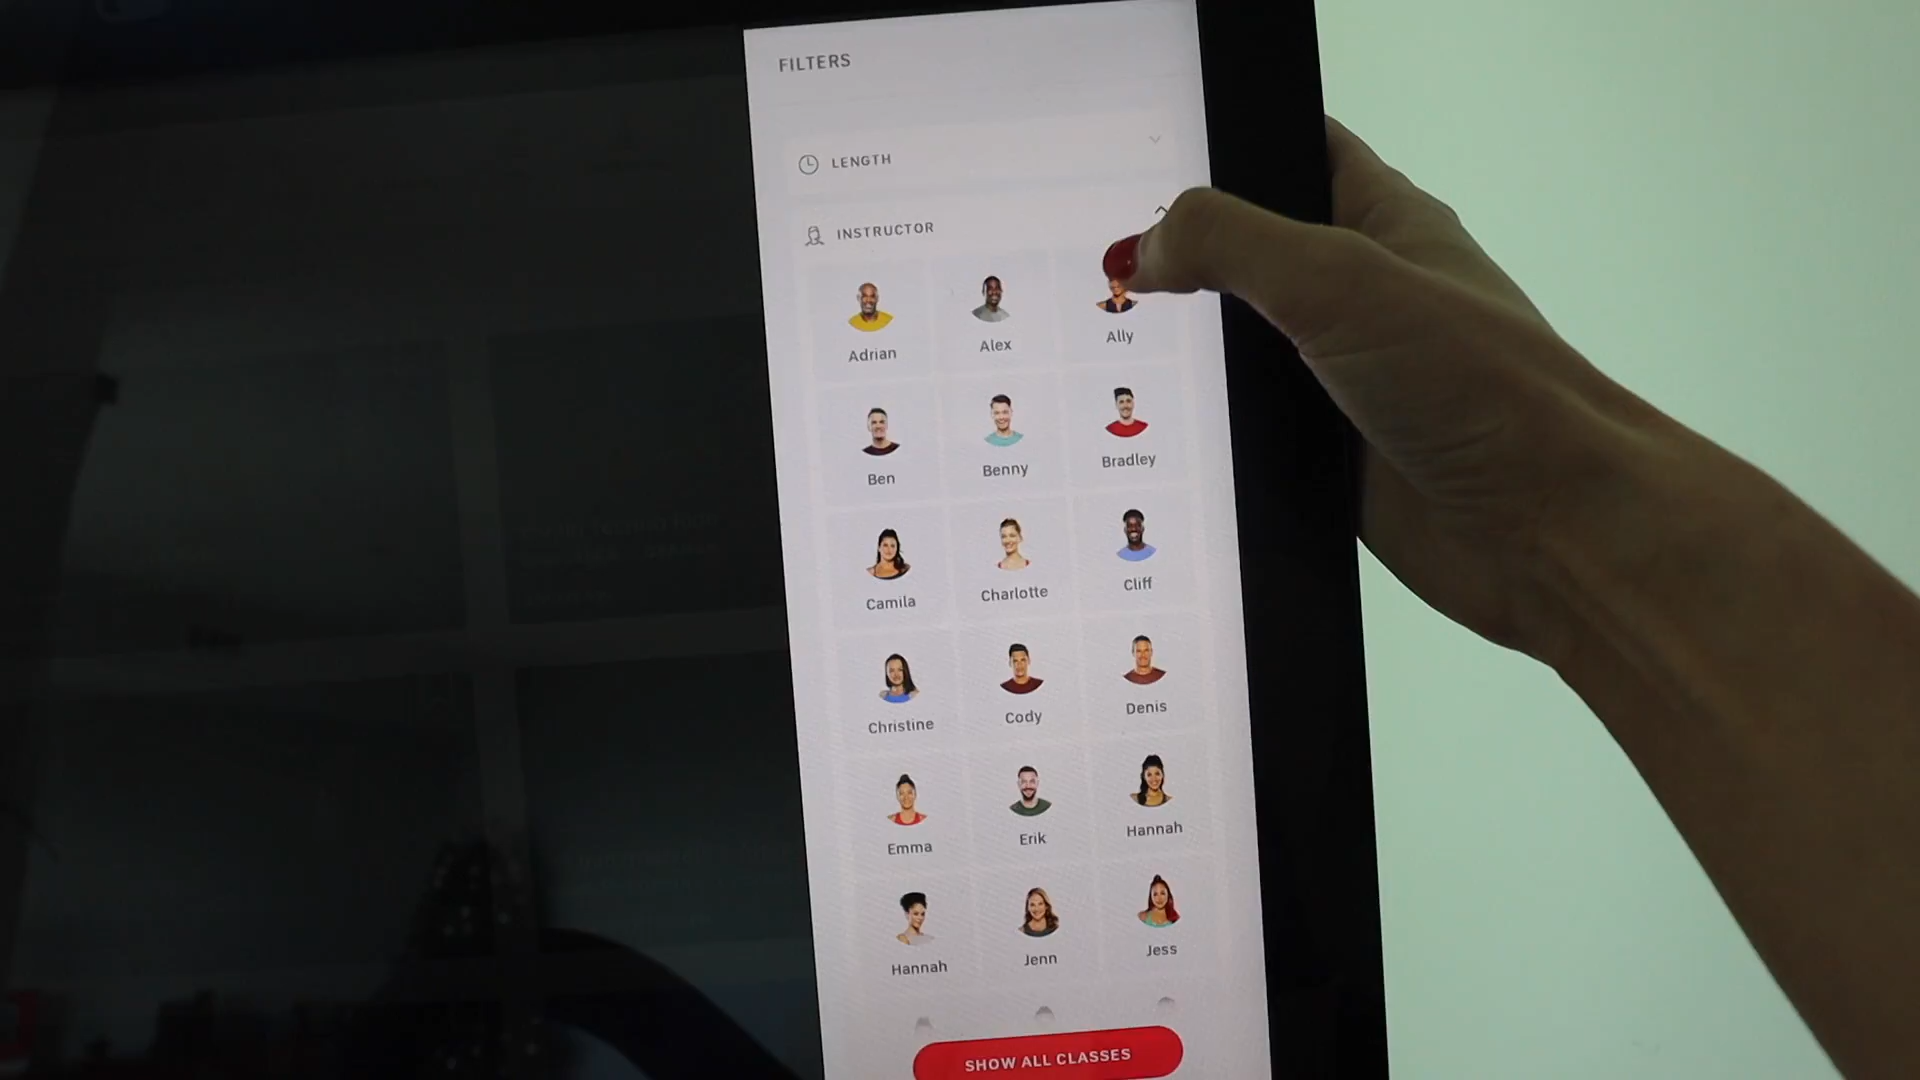 FILTERS
LENGTH
INSTRUCTOR
Adrian Alex Ally
Ben Benny Bradley
Camila Charlotte Cliff
Christine Cody Denis
Emma Erik Hannah
Hannah Jenn Jess
SHOW ALL CLASSES